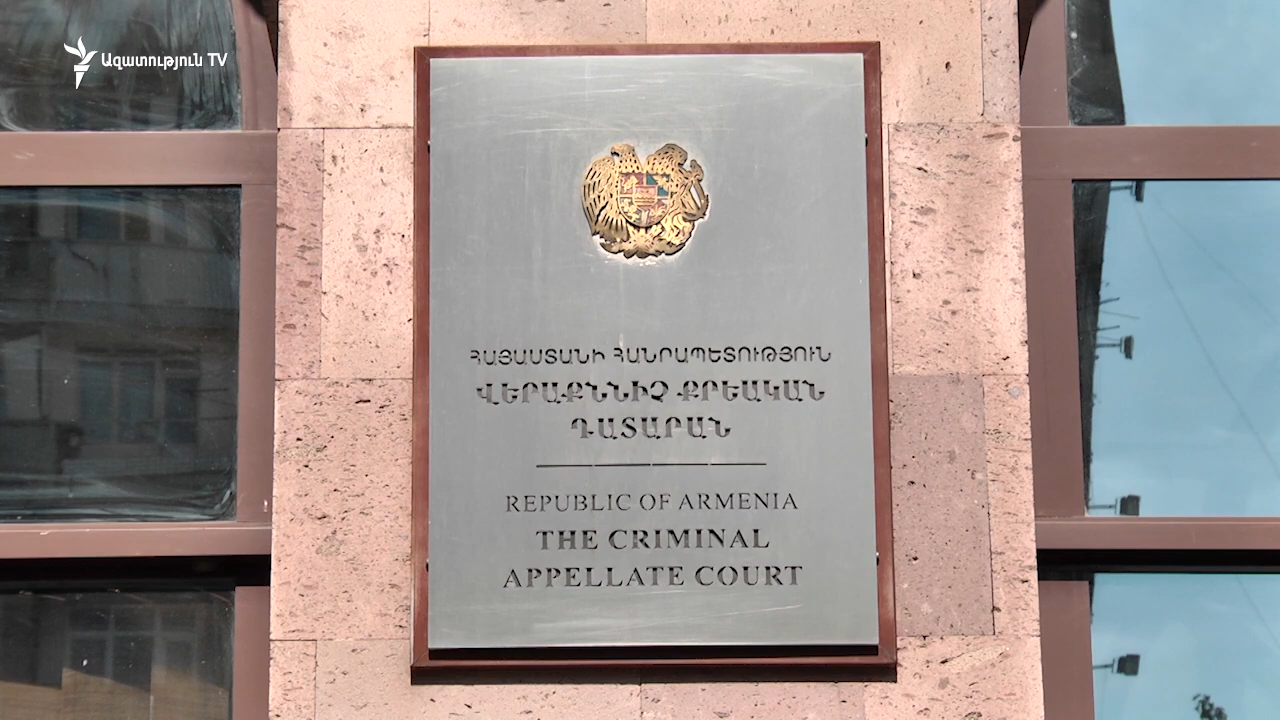 Ազատություն TV
ՀԱՅԱՍՏԱՆԻ ՀԱՆՐԱՊԵՏՈՒԹՅՈՒՆ
ՎԵՐԱՔՆՆԻՉ ՔՐԵԱԿԱՆ
ԴԱՏԱՐԱՆ
REPUBLIC OF ARMENIA
THE CRIMINAL
APPELLATE COURT